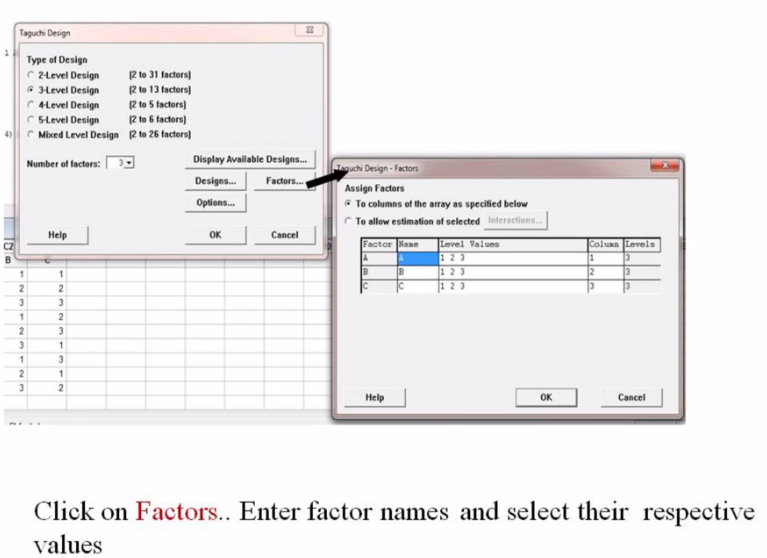 Taguchi Design
Type of Design
2-Level Design (2 to 31 factors)
3-Level Design (2 to 13 factors)
4-Level Design (2 to 5 factors)
5-Level Design (2 to 6 factors)
Mixed Level Design (2 to 26 factors)
Number of factors: 3
Display Available Designs...
Designs... Factors...
Options...
Help OK Cancel
Taguchi Design - Factors
Assign Factors
To columns of the array as specified below
To allow estimation of selected Interactions...
Factor Name Level Values Column Levels
A A 1 2 3 1 3
B B 1 2 3 2 3
C C 1 2 3 3 3
Help OK Cancel
C2
B C
1 1
2 2
3 3
1 2
2 3
3 1
1 3
2 1
3 2
Click on Factors.. Enter factor names and select their respective
values